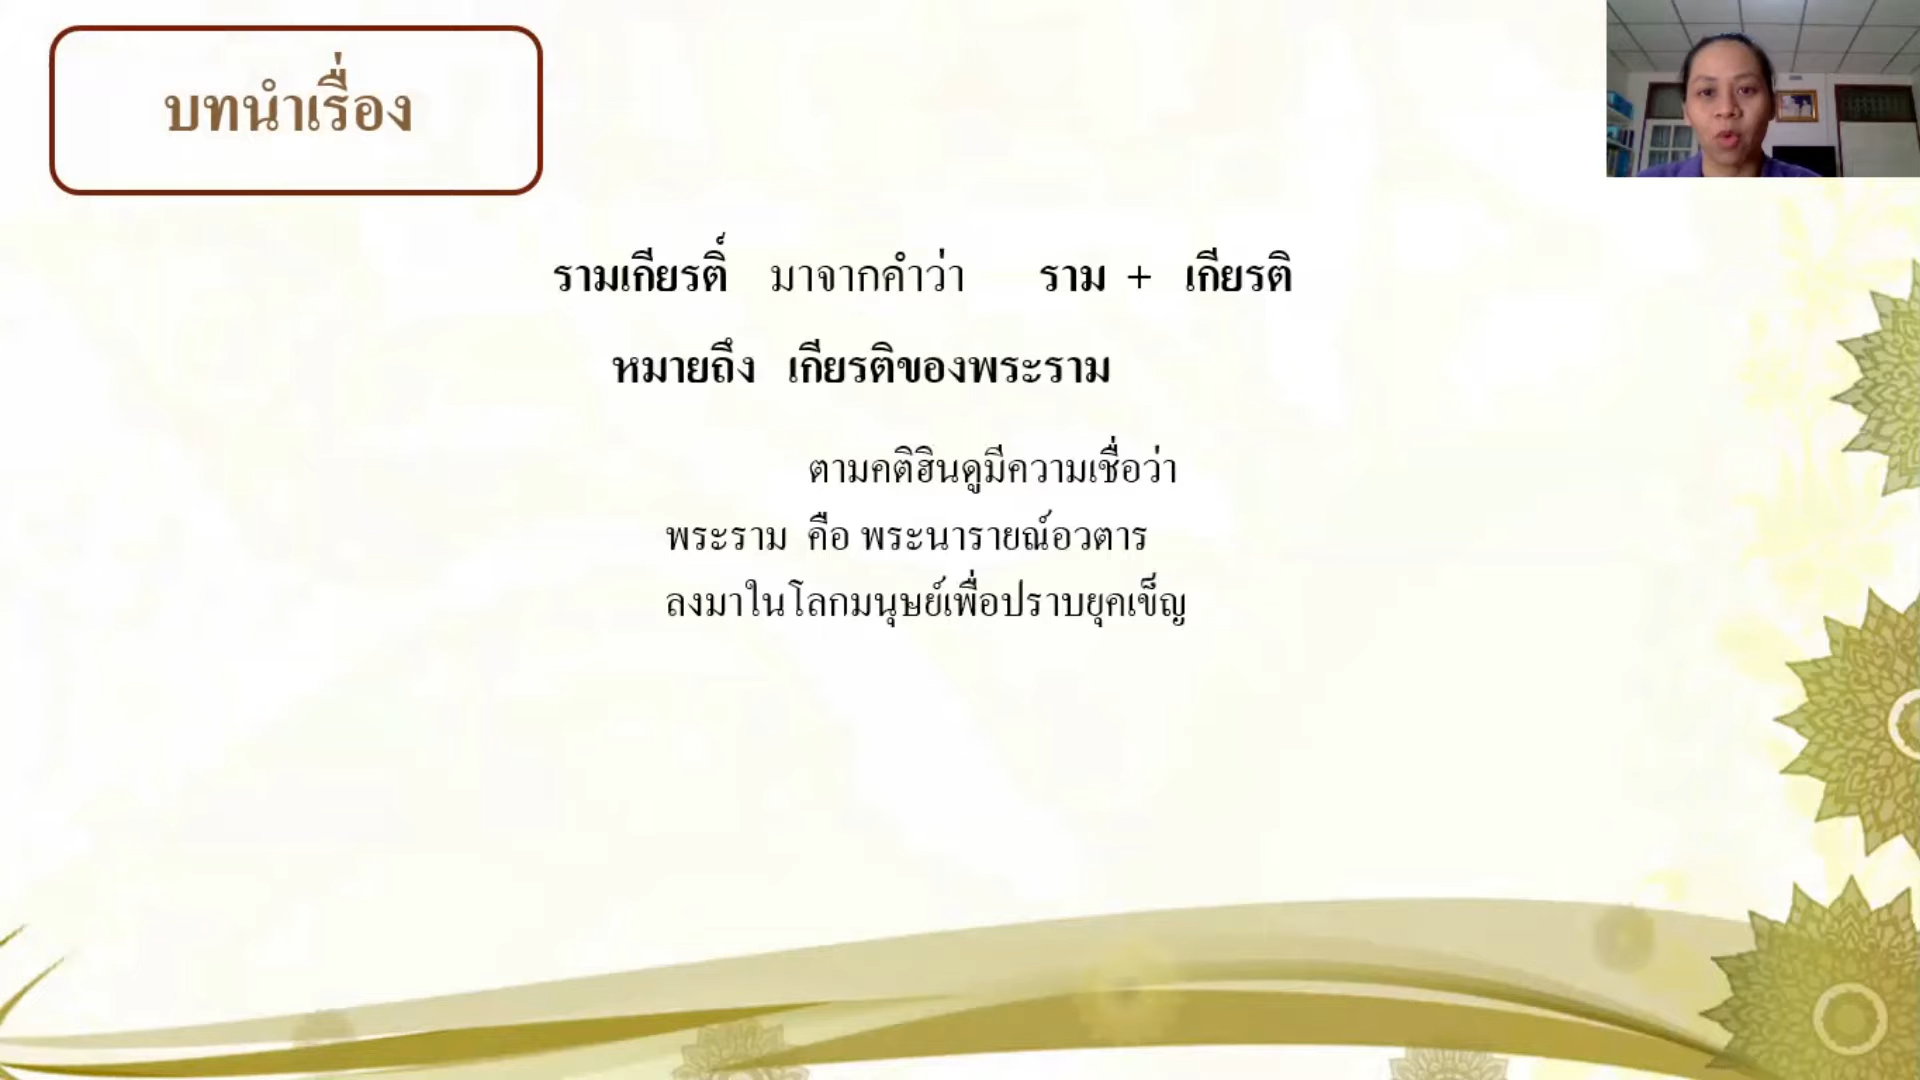 บทนำเรื่อง
รามเกียรติ์ มาจากคำว่า ราม + เกียรติ
หมายถึง เกียรติของพระราม
ตามคติฮินดูมีความเชื่อว่า
พระราม คือ พระนารายณ์อวตาร
ลงมาในโลกมนุษย์เพื่อปราบยุคเข็ญ